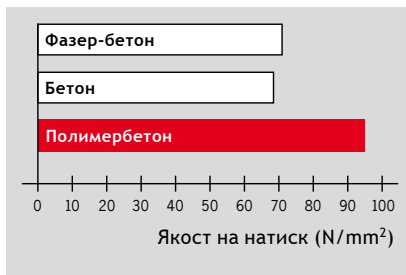 Фазер-бетон
Бетон
Полимербетон
0 10 20 30 40 50 60 70 80 90 100
Якост на натиск (N/mm²)